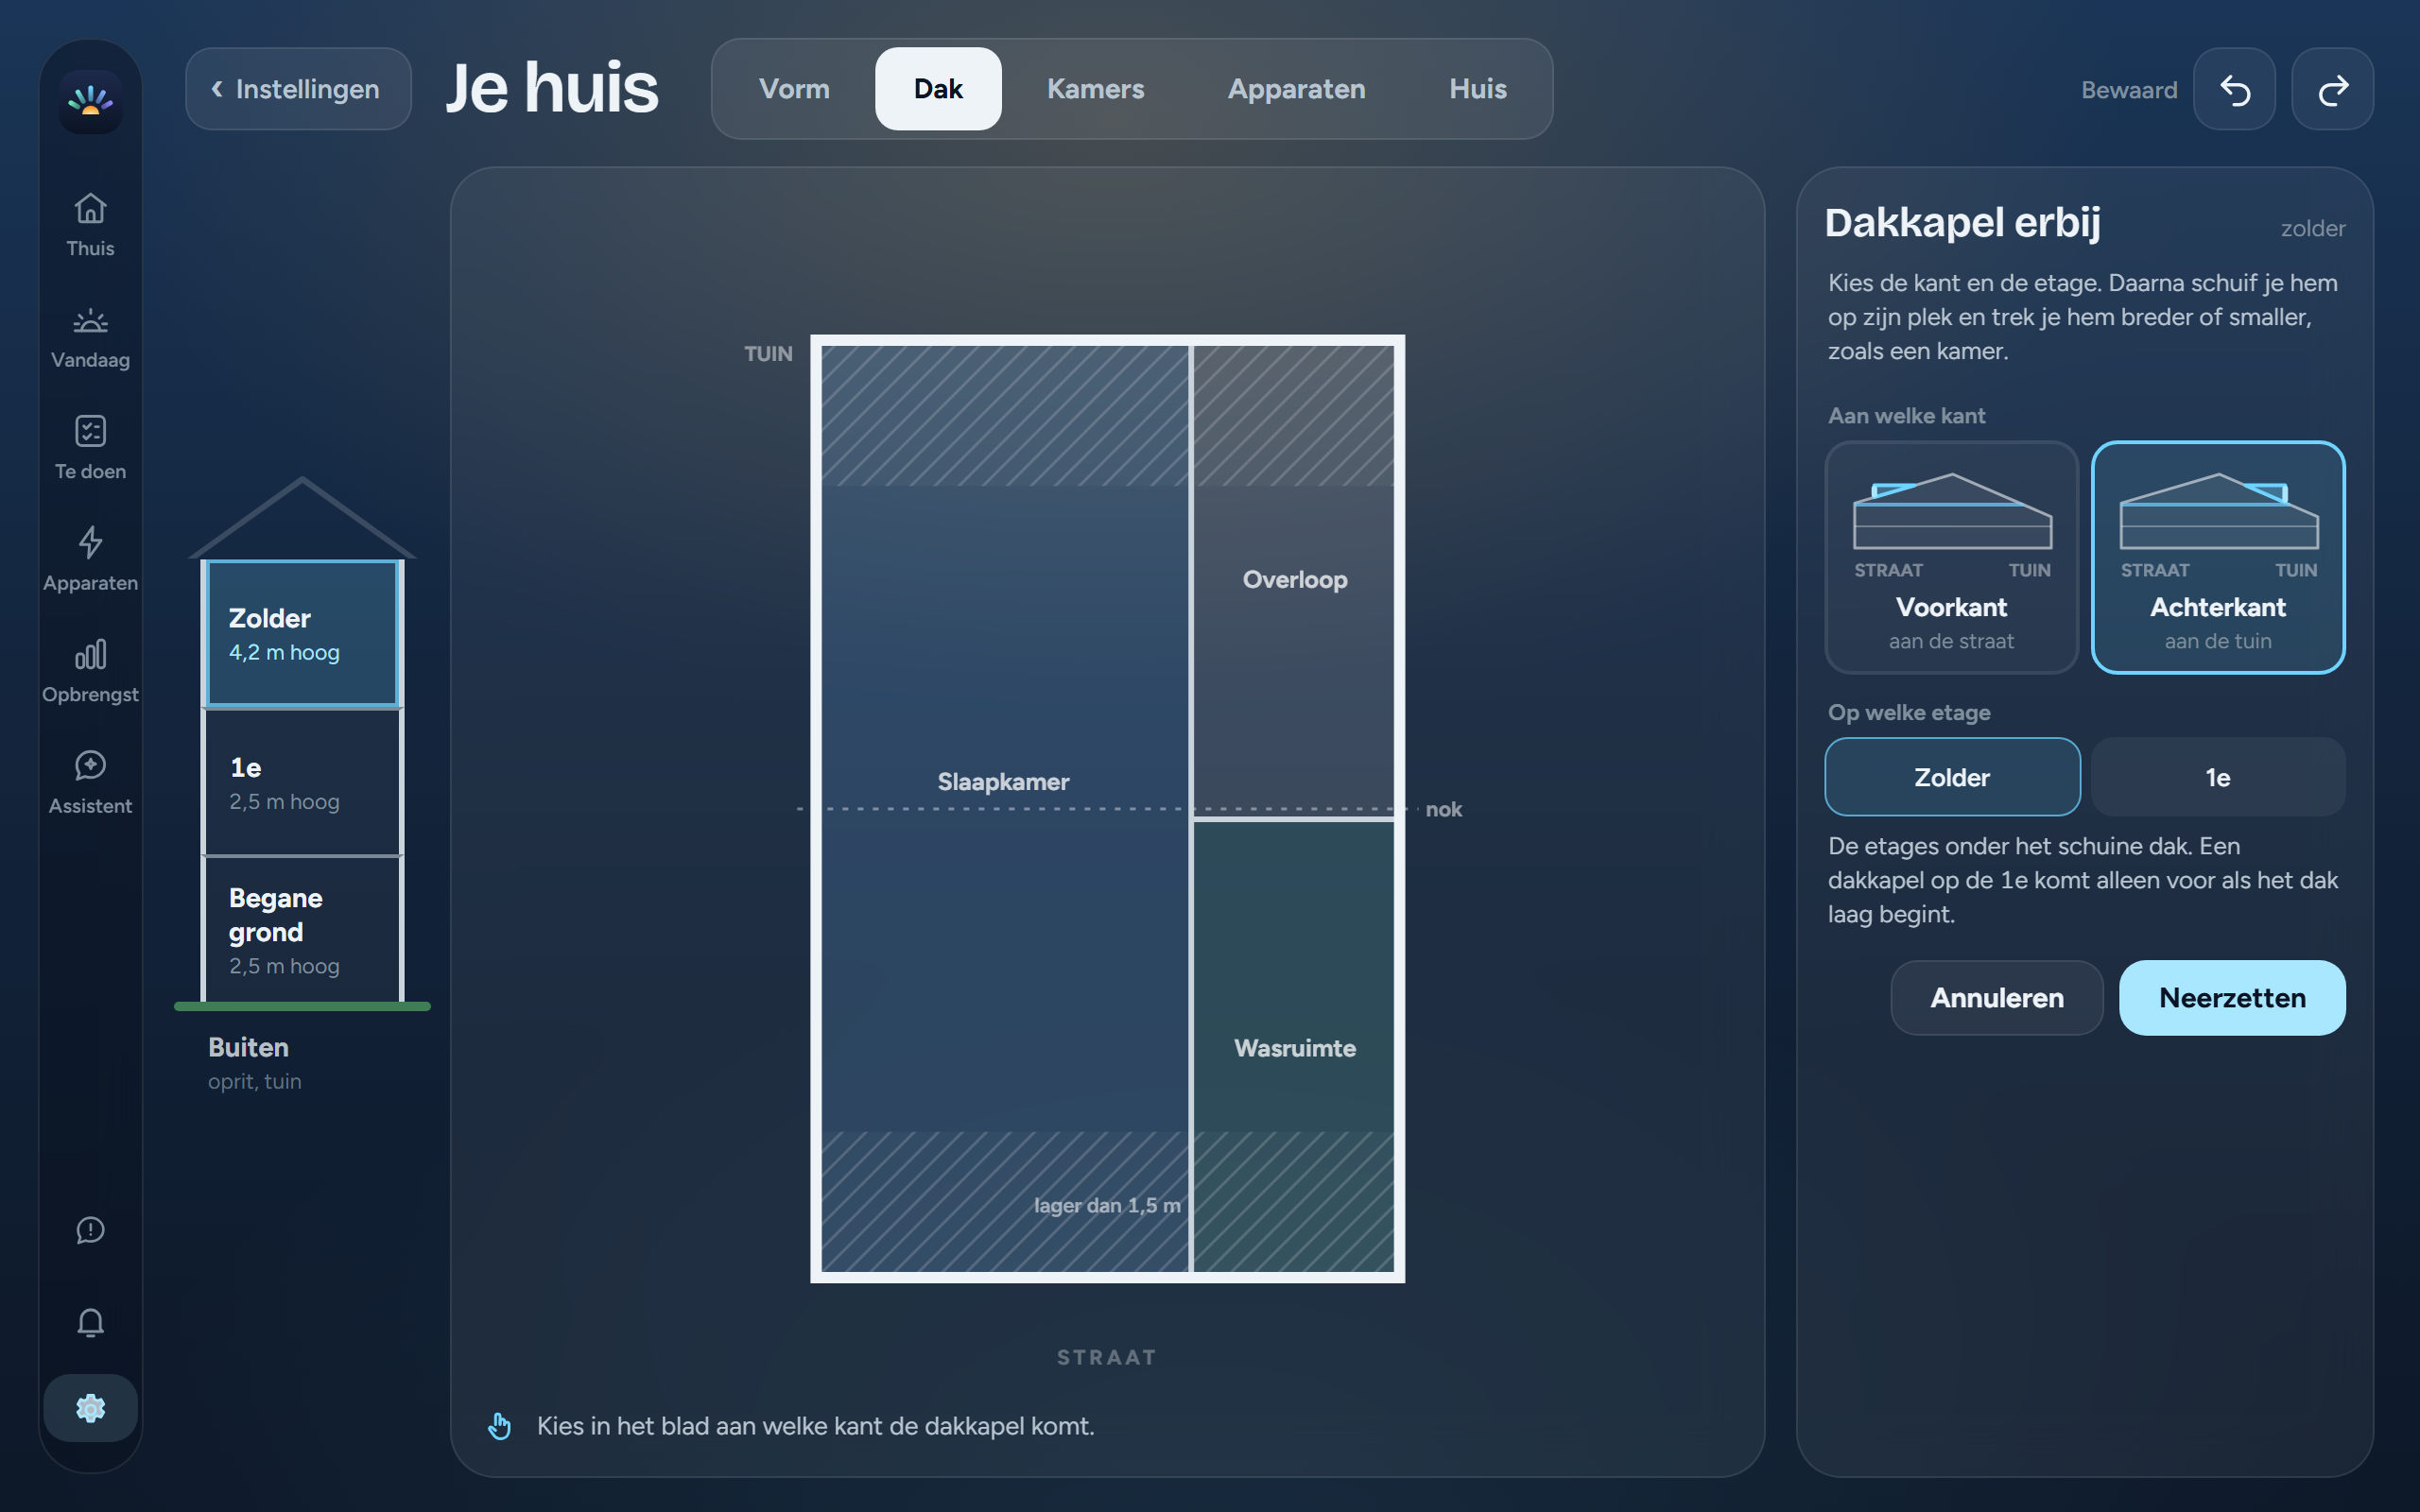 ‹ Instellingen
Je huis
Vorm
Dak
Kamers
Apparaten
Huis
Bewaard
Thuis
Vandaag
Te doen
Apparaten
Opbrengst
Assistent
Zolder
4,2 m hoog
1e
2,5 m hoog
Begane
grond
2,5 m hoog
Buiten
oprit, tuin
TUIN
Overloop
Slaapkamer
nok
Wasruimte
lager dan 1,5 m
STRAAT
Kies in het blad aan welke kant de dakkapel komt.
Dakkapel erbij
zolder
Kies de kant en de etage. Daarna schuif je hem
op zijn plek en trek je hem breder of smaller,
zoals een kamer.
Aan welke kant
STRAAT TUIN
Voorkant
aan de straat
STRAAT TUIN
Achterkant
aan de tuin
Op welke etage
Zolder
1e
De etages onder het schuine dak. Een
dakkapel op de 1e komt alleen voor als het dak
laag begint.
Annuleren
Neerzetten